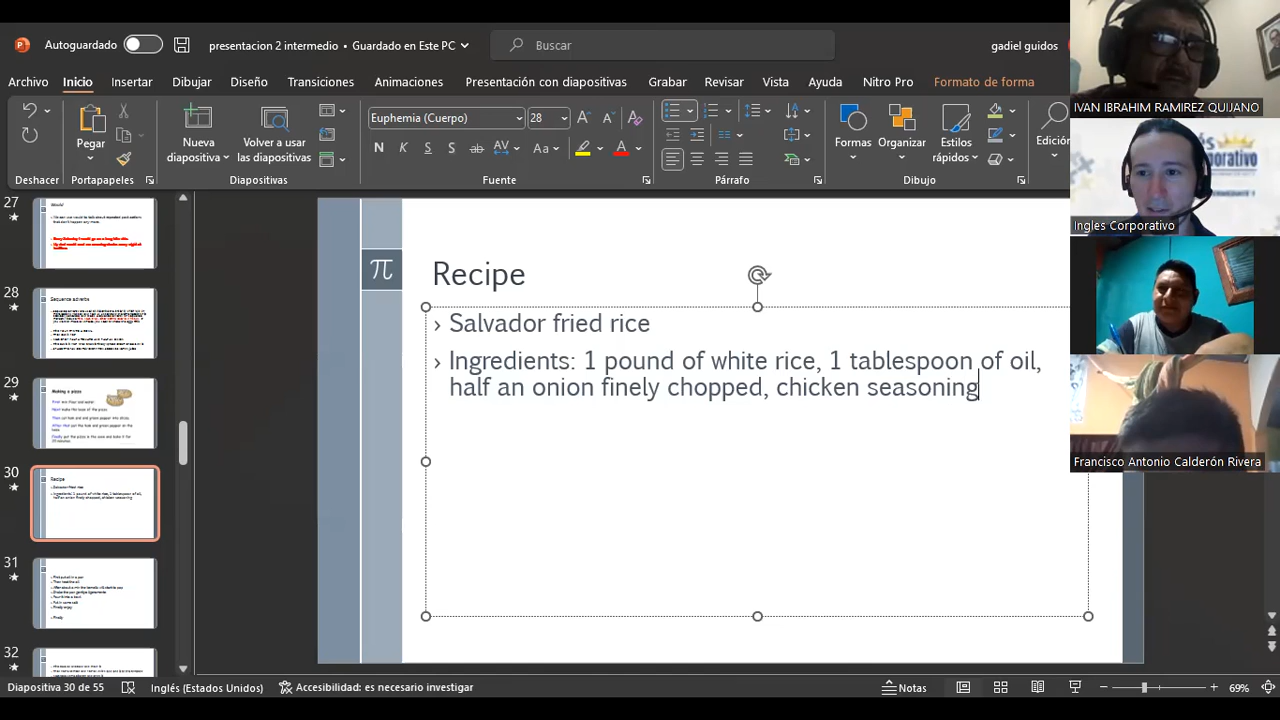 Autoguardado
presentacion 2 intermedio • Guardado en Este PC
Buscar
gadiel guidos
Archivo Inicio Insertar Dibujar Diseño Transiciones Animaciones Presentación con diapositivas Grabar Revisar Vista Ayuda Nitro Pro Formato de forma
Pegar
Nueva diapositiva
Volver a usar las diapositivas
Euphemia (Cuerpo) 28
N K S S ab AV Aa A
Formas Organizar Estilos rápidos
Edición
Deshacer Portapapeles Diapositivas Fuente Párrafo Dibujo
IVAN IBRAHIM RAMIREZ QUIJANO
Ingles Corporativo
Francisco Antonio Calderón Rivera
27
28
Sequence adverbs
29
Making a pizza
30
Recipe
31
32
π
Recipe
› Salvador fried rice
› Ingredients: 1 pound of white rice, 1 tablespoon of oil,
half an onion finely chopped, chicken seasoning
Diapositiva 30 de 55 Inglés (Estados Unidos) Accesibilidad: es necesario investigar Notas 69%